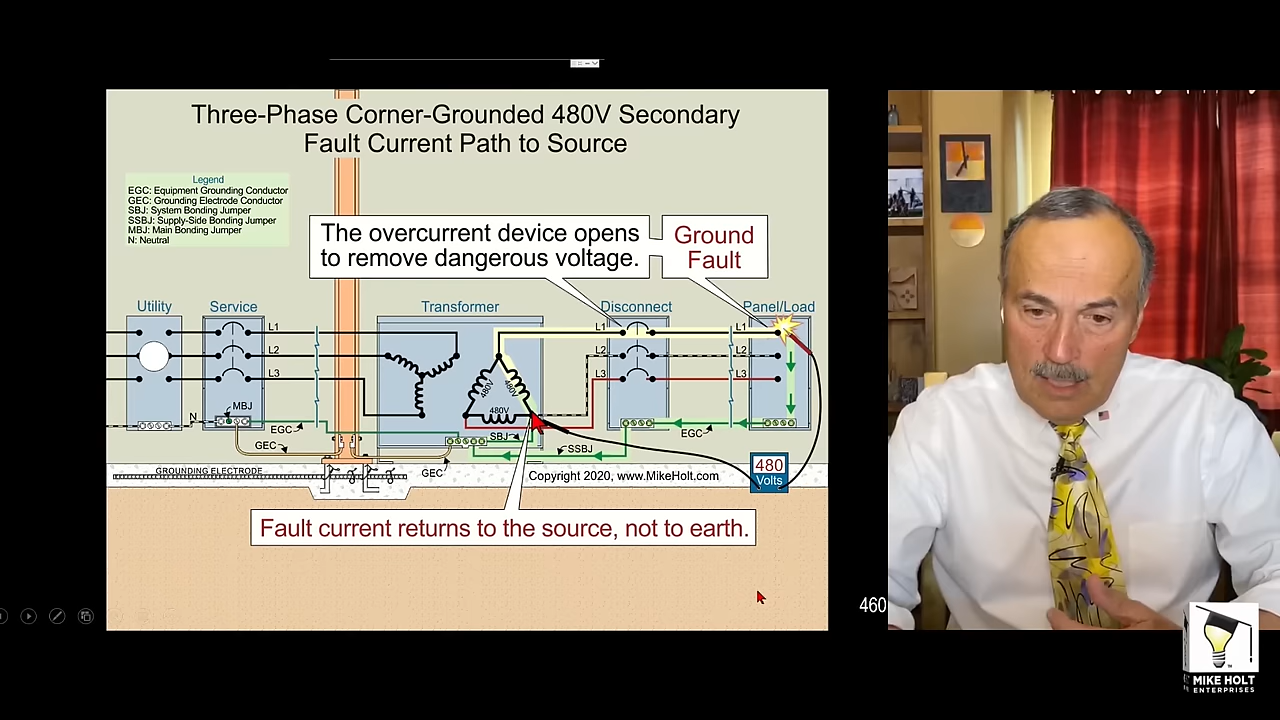 Three-Phase Corner-Grounded 480V Secondary
Fault Current Path to Source
Legend
EGC: Equipment Grounding Conductor
GEC: Grounding Electrode Conductor
SBJ: System Bonding Jumper
SSBJ: Supply-Side Bonding Jumper
MBJ: Main Bonding Jumper
N: Neutral
The overcurrent device opens
to remove dangerous voltage.
Ground
Fault
Utility
Service
Transformer
Disconnect
Panel/Load
L1
L2
L3
L1
L2
L3
L1
L2
L3
480V
480V
480V
N
MBJ
EGC
GEC
SBJ
SSBJ
EGC
GEC
GROUNDING ELECTRODE
480
Volts
Copyright 2020, www.MikeHolt.com
Fault current returns to the source, not to earth.
460
MIKE HOLT
ENTERPRISES